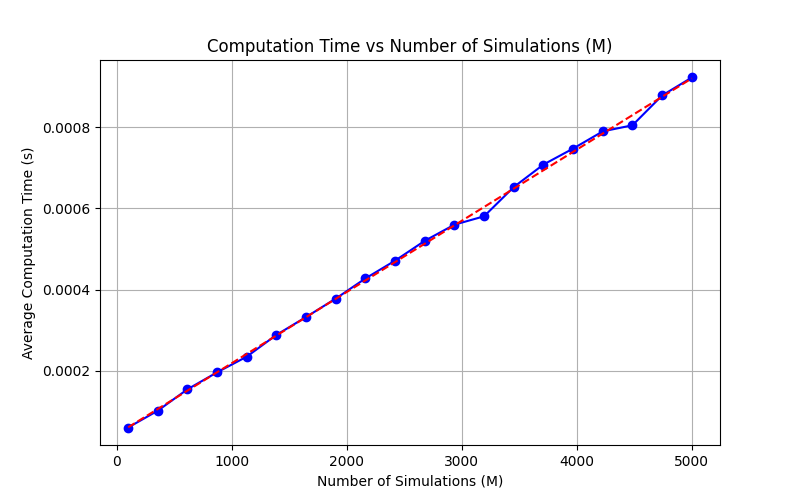 Computation Time vs Number of Simulations (M)
Average Computation Time (s)
0.0008
0.0006
0.0004
0.0002
0 1000 2000 3000 4000 5000
Number of Simulations (M)